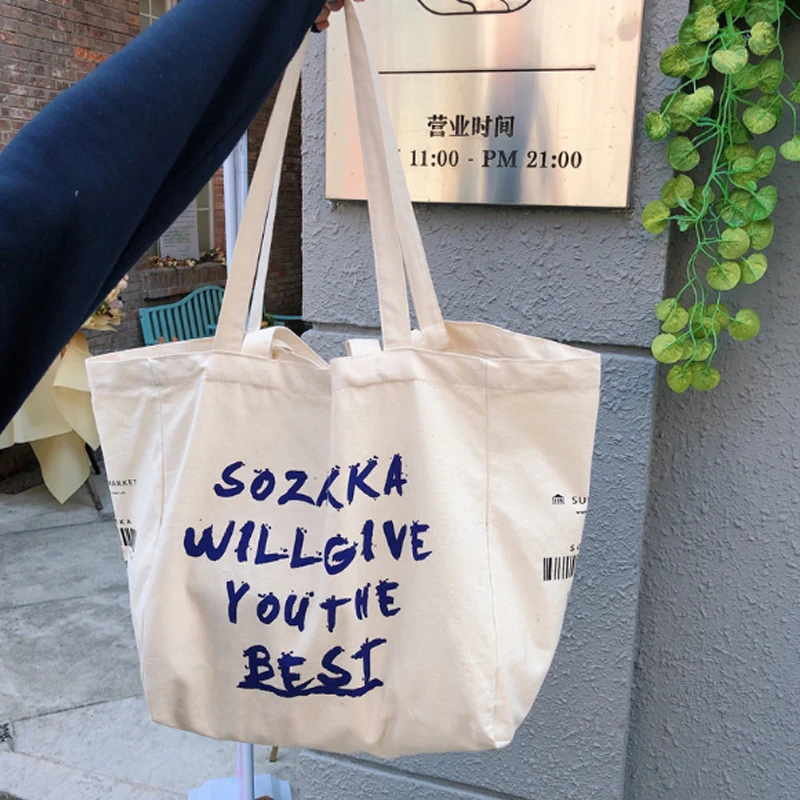 营业时间
11:00 - PM 21:00
SOZKKA
WILLGIVE
YOUTHE
BEST